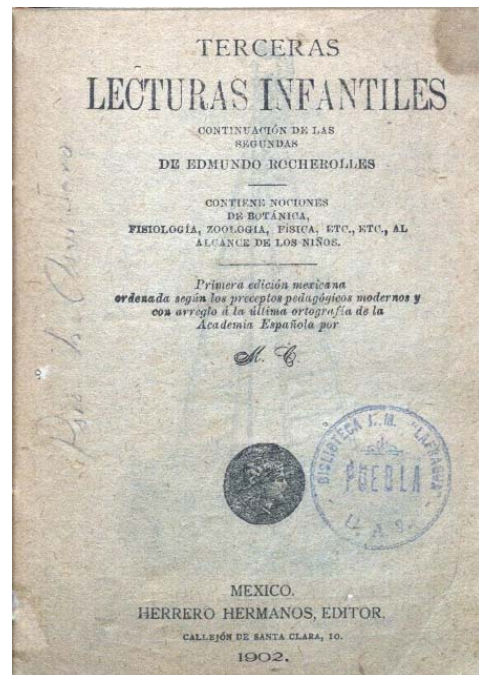 TERCERAS
LECTURAS INFANTILES
CONTINUACIÓN DE LAS
SEGUNDAS
DE EDMUNDO ROCHEROLLES
CONTIENE NOCIONES
DE BOTÁNICA,
FISIOLOGÍA, ZOOLOGIA, FÍSICA, ETC., ETC., AL
ALCANCE DE LOS NIÑOS.
Primera edición mexicana
ordenada según los preceptos pedagógicos modernos y
con arreglo á la última ortografía de la
Academia Española por
M. C.
BIBLIOTECA "LAFRAGUA"
PUEBLA
U. A. P.
MEXICO.
HERRERO HERMANOS, EDITOR,
CALLEJÓN DE SANTA CLARA, 10.
1902.